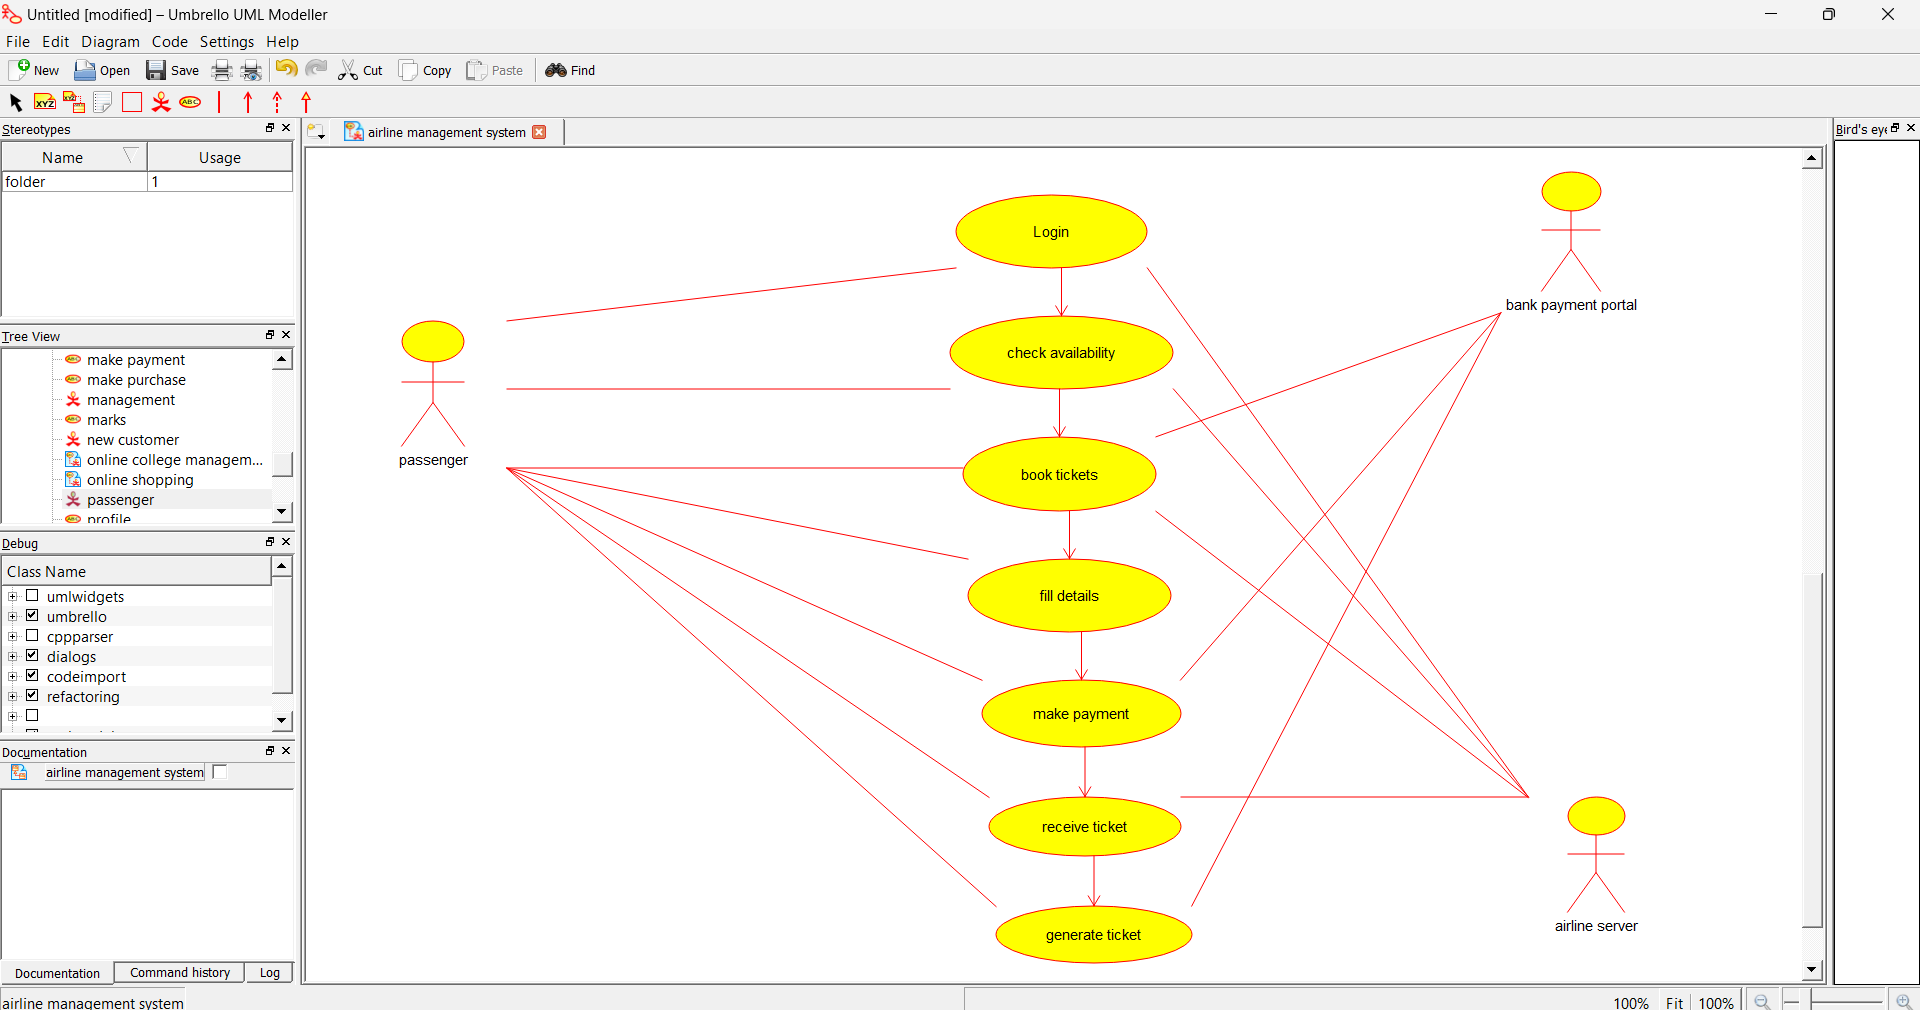 Untitled [modified] – Umbrello UML Modeller
File Edit Diagram Code Settings Help
New Open Save Cut Copy Paste Find
XYZ XYZ ABC
Stereotypes
Name Usage
folder 1
Tree View
make payment
make purchase
management
marks
new customer
online college managem...
online shopping
passenger
profile
Debug
Class Name
umlwidgets
umbrello
cppparser
dialogs
codeimport
refactoring
Documentation
airline management system
Documentation Command history Log
airline management system
airline management system
Login
check availability
book tickets
fill details
make payment
receive ticket
generate ticket
passenger
bank payment portal
airline server
Bird's eye
100% Fit 100%